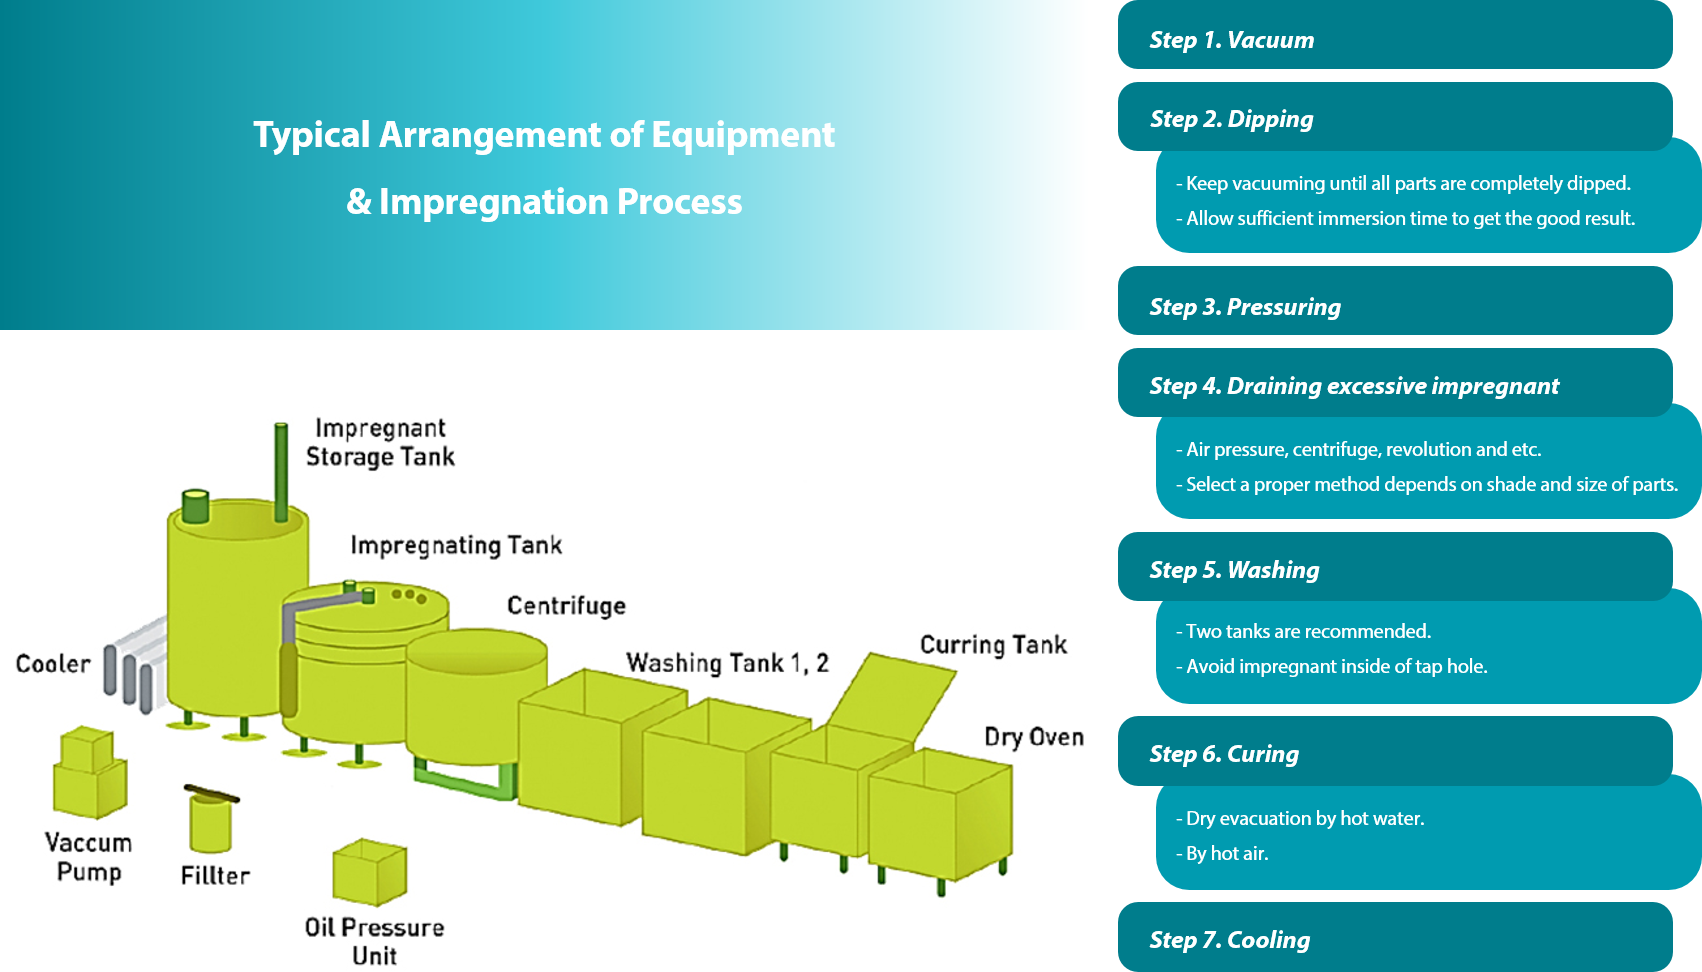 Typical Arrangement of Equipment
& Impregnation Process
Impregnant
Storage Tank
Impregnating Tank
Centrifuge
Cooler
Washing Tank 1, 2
Curring Tank
Dry Oven
Vaccum
Pump
Fillter
Oil Pressure
Unit
Step 1. Vacuum
Step 2. Dipping
- Keep vacuuming until all parts are completely dipped.
- Allow sufficient immersion time to get the good result.
Step 3. Pressuring
Step 4. Draining excessive impregnant
- Air pressure, centrifuge, revolution and etc.
- Select a proper method depends on shade and size of parts.
Step 5. Washing
- Two tanks are recommended.
- Avoid impregnant inside of tap hole.
Step 6. Curing
- Dry evacuation by hot water.
- By hot air.
Step 7. Cooling